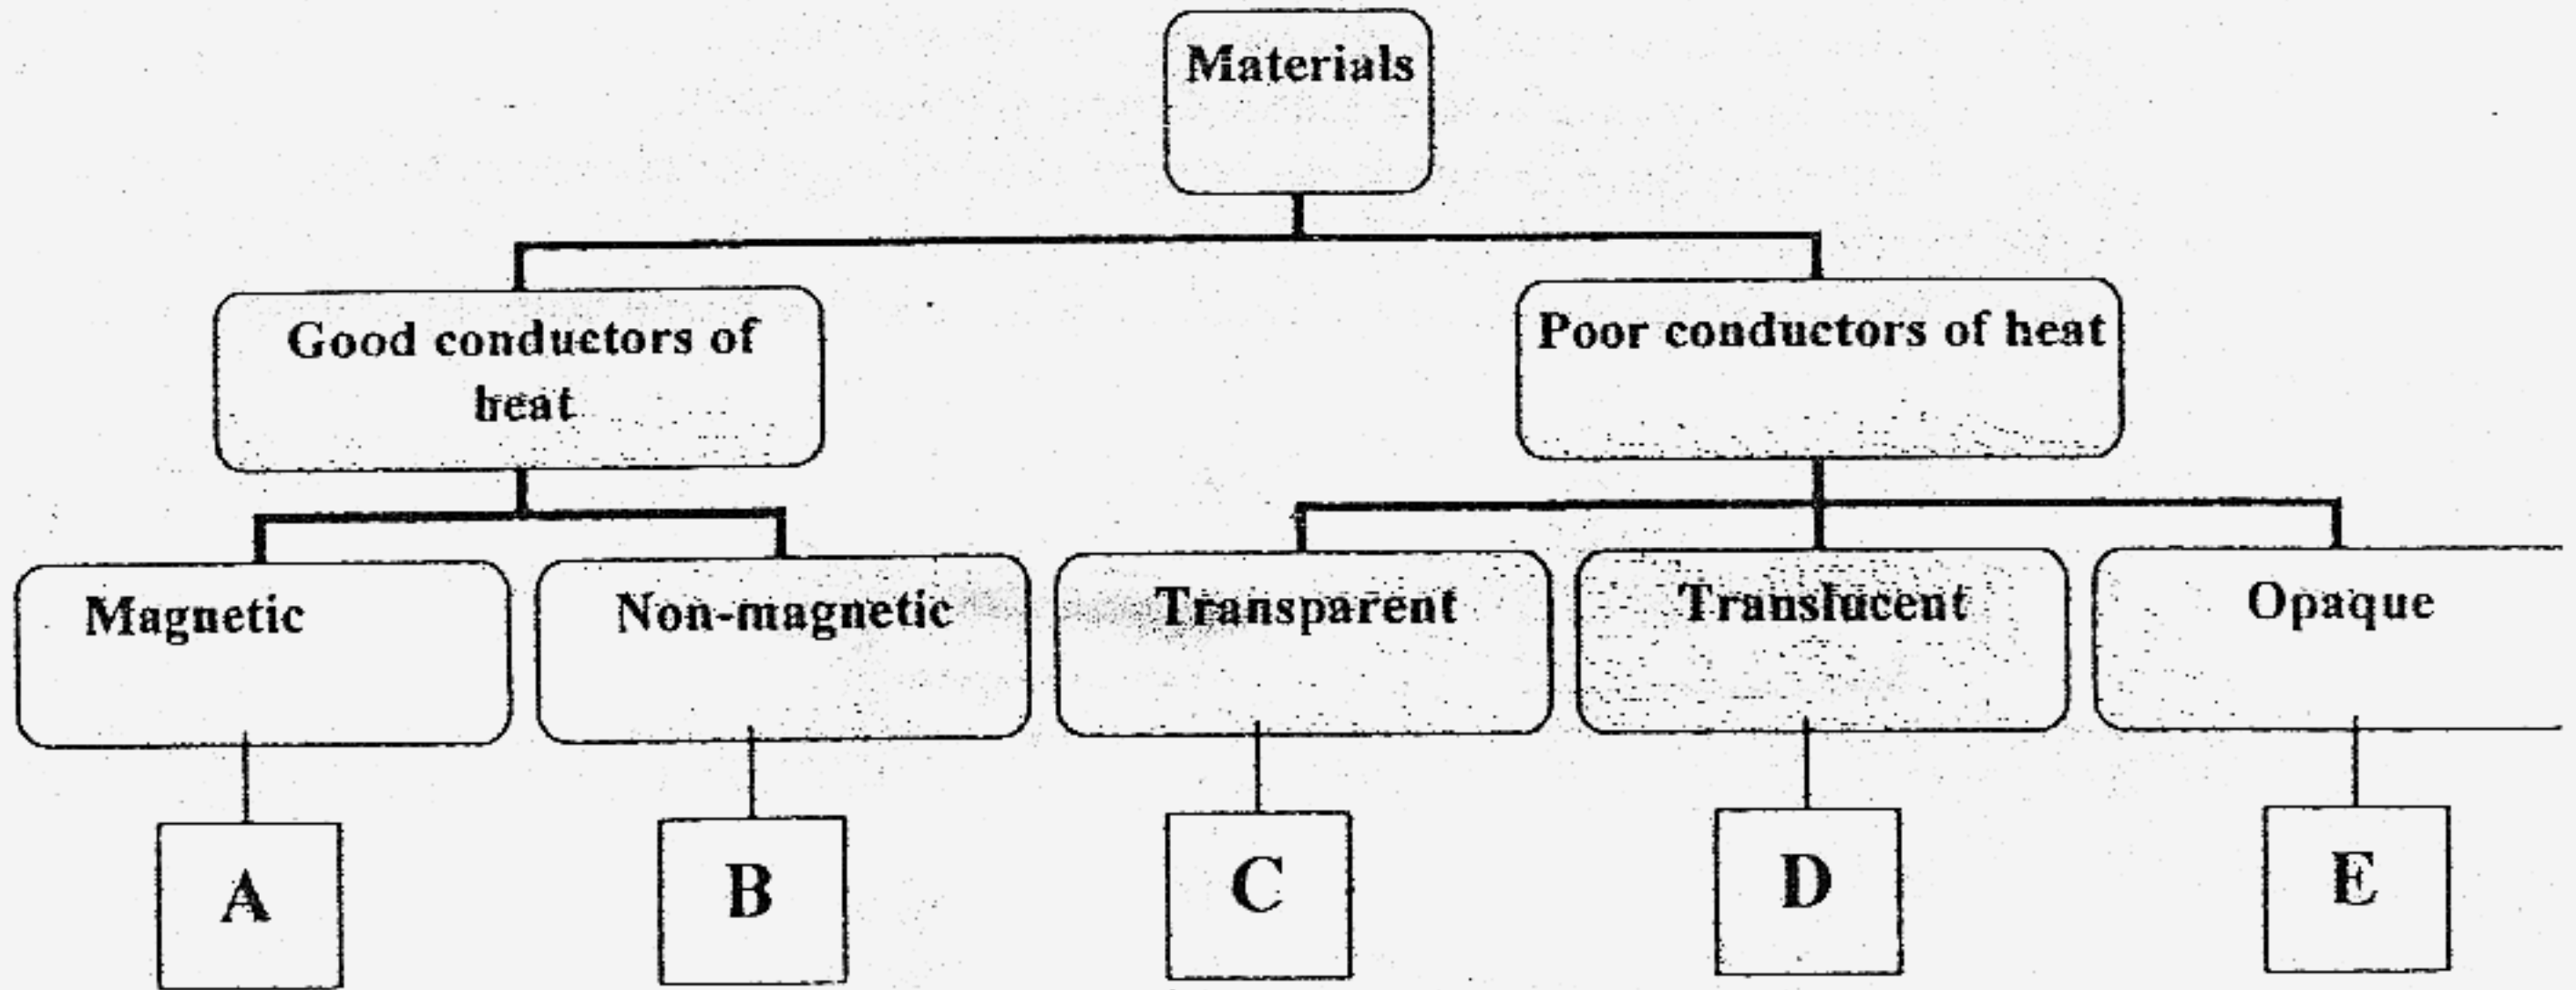 Materials
Good conductors of
heat
Poor conductors of heat
Magnetic
Non-magnetic
Transparent
Translucent
Opaque
A
B
C
D
E